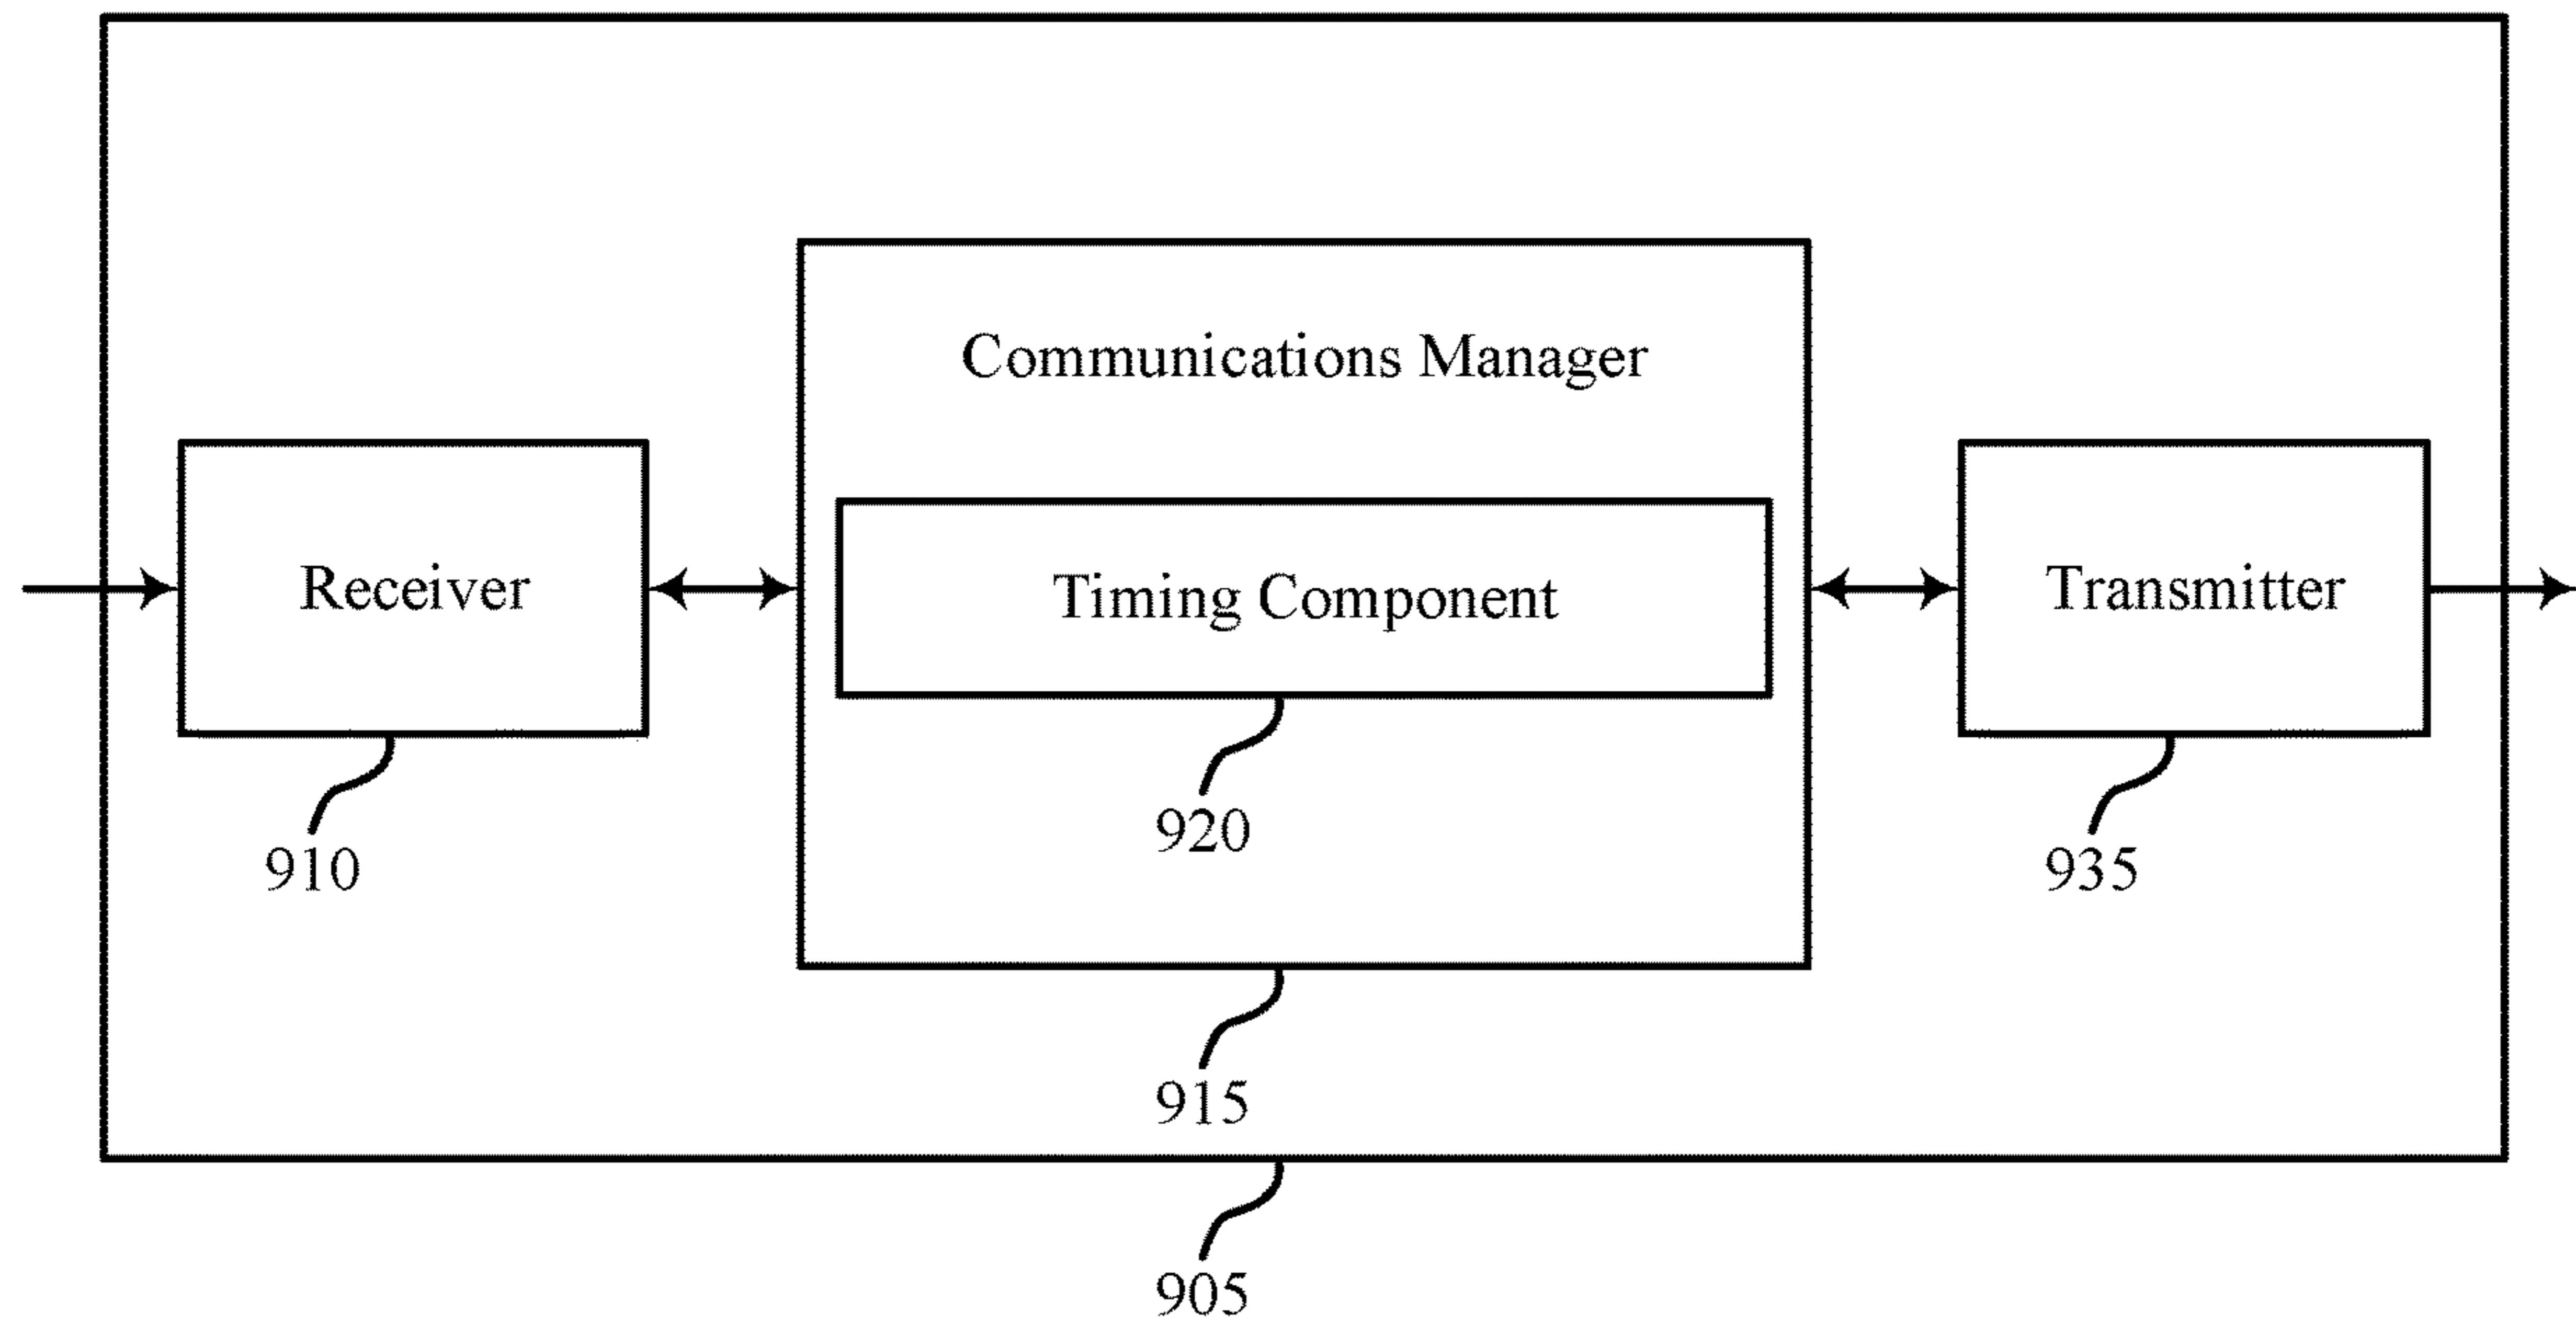 Communications Manager
Receiver
Timing Component
Transmitter
920
910
935
915
905